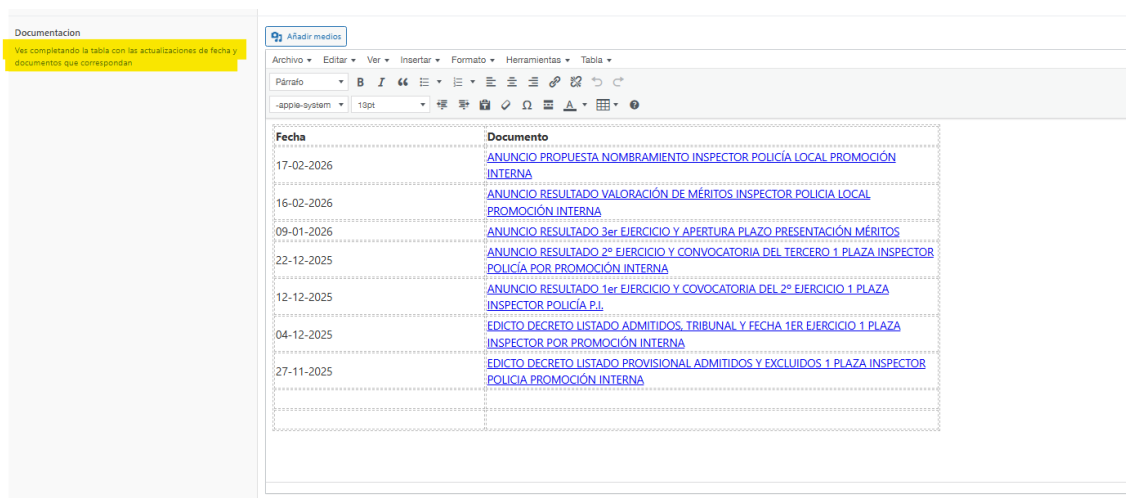 Documentacion
Ves completando la tabla con las actualizaciones de fecha y
documentos que correspondan
Añadir medios
Archivo Editar Ver Insertar Formato Herramientas Tabla
Párrafo B I
-apple-system 13pt Ω A
Fecha Documento
17-02-2026 ANUNCIO PROPUESTA NOMBRAMIENTO INSPECTOR POLICÍA LOCAL PROMOCIÓN
INTERNA
16-02-2026 ANUNCIO RESULTADO VALORACIÓN DE MÉRITOS INSPECTOR POLICIA LOCAL
PROMOCIÓN INTERNA
09-01-2026 ANUNCIO RESULTADO 3er EJERCICIO Y APERTURA PLAZO PRESENTACIÓN MÉRITOS
22-12-2025 ANUNCIO RESULTADO 2º EJERCICIO Y CONVOCATORIA DEL TERCERO 1 PLAZA INSPECTOR
POLICÍA POR PROMOCIÓN INTERNA
12-12-2025 ANUNCIO RESULTADO 1er EJERCICIO Y COVOCATORIA DEL 2º EJERCICIO 1 PLAZA
INSPECTOR POLICÍA P.I.
04-12-2025 EDICTO DECRETO LISTADO ADMITIDOS, TRIBUNAL Y FECHA 1ER EJERCICIO 1 PLAZA
INSPECTOR POR PROMOCIÓN INTERNA
27-11-2025 EDICTO DECRETO LISTADO PROVISIONAL ADMITIDOS Y EXCLUIDOS 1 PLAZA INSPECTOR
POLICIA PROMOCIÓN INTERNA